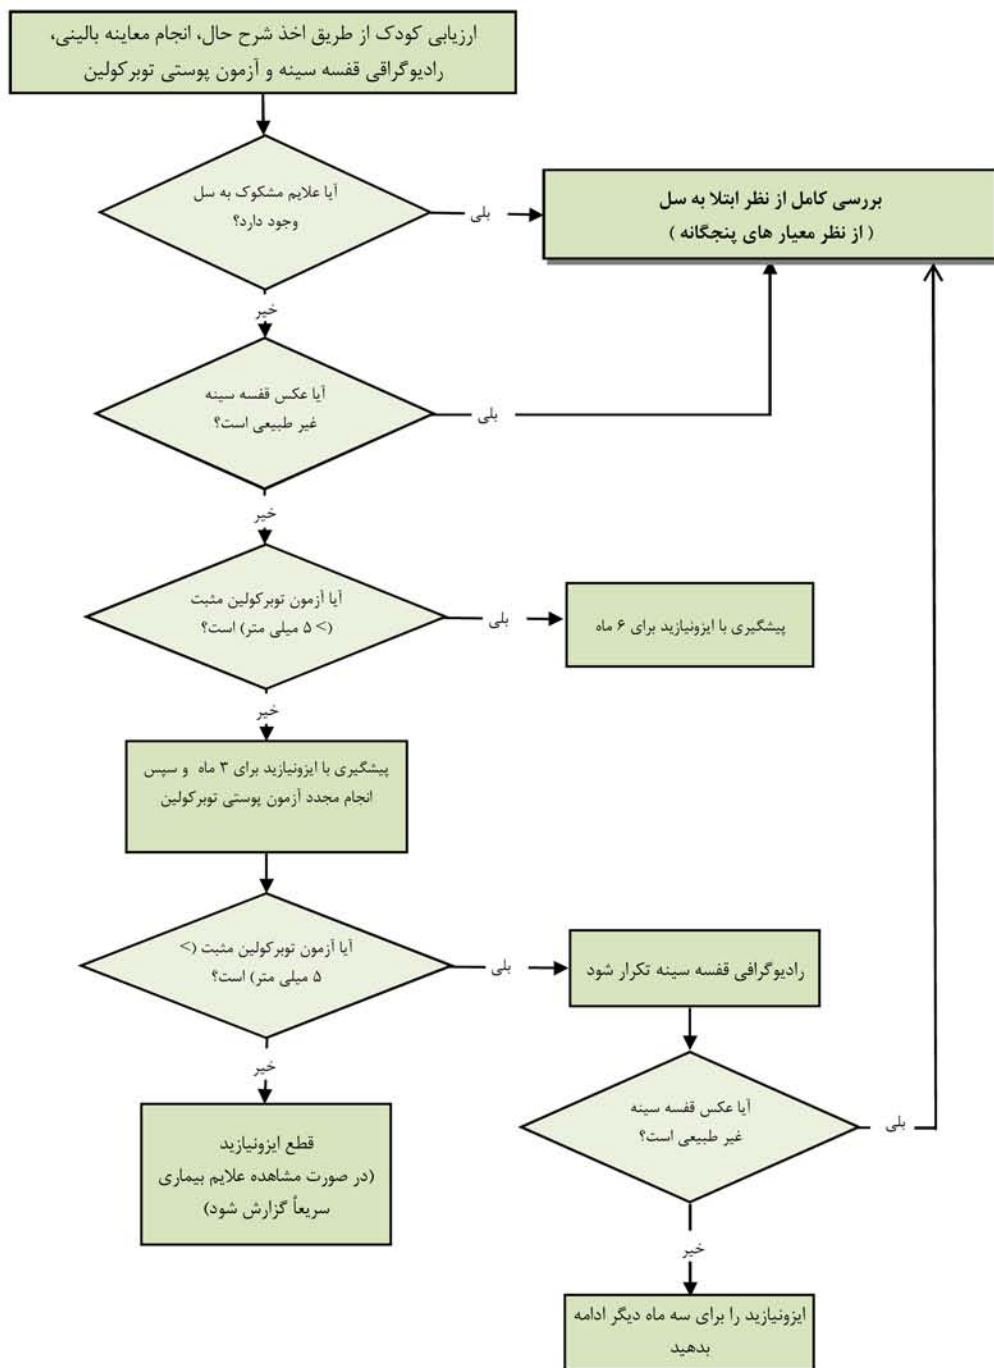 ارزیابی کودک از طریق اخذ شرح حال، انجام معاینه بالینی،
رادیوگراقی قفسه سینه و آزمون پوستی توبرکولین
آیا علایم مشکوک به سل
وجود دارد؟
بلی
بررسی کامل از نظر ابتلا به سل
( از نظر معیار های پنجگانه )
خیر
آیا عکس قفسه سینه
غیر طبیعی است؟
بلی
خیر
آیا آزمون توبرکولین مثبت
(> ۵ میلی متر) است؟
بلی
پیشگیری با ایزونیازید برای ۶ ماه
خیر
پیشگیری با ایزونیازید برای ۳ ماه و سپس
انجام مجدد آزمون پوستی توبرکولین
آیا آزمون توبرکولین مثبت (>
۵ میلی متر) است؟
بلی
رادیوگرافی قفسه سینه تکرار شود
خیر
قطع ایزونیازید
(در صورت مشاهده علایم بیماری
سریعاً گزارش شود)
آیا عکس قفسه سینه
غیر طبیعی است؟
بلی
خیر
ایزونیازید را برای سه ماه دیگر ادامه
بدهید